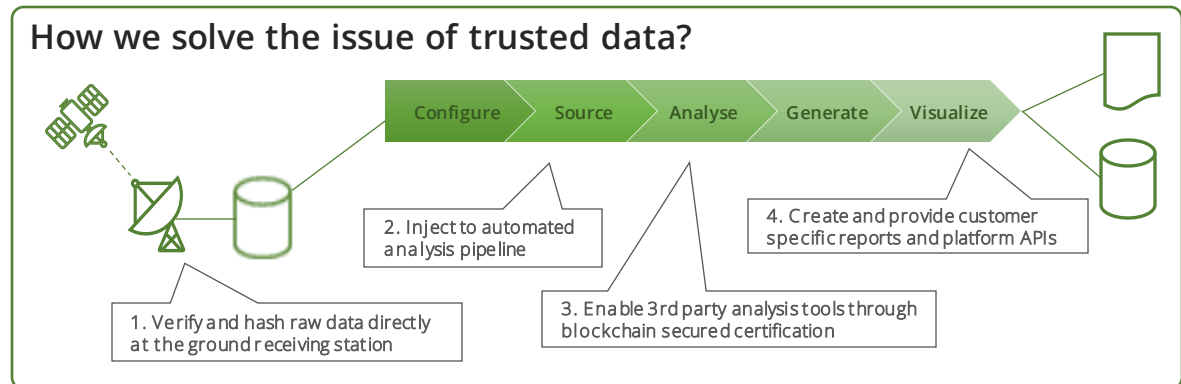 How we solve the issue of trusted data?
Configure
Source
Analyse
Generate
Visualize
2. Inject to automated
analysis pipeline
4. Create and provide customer
specific reports and platform APIs
1. Verify and hash raw data directly
at the ground receiving station
3. Enable 3rd party analysis tools through
blockchain secured certification